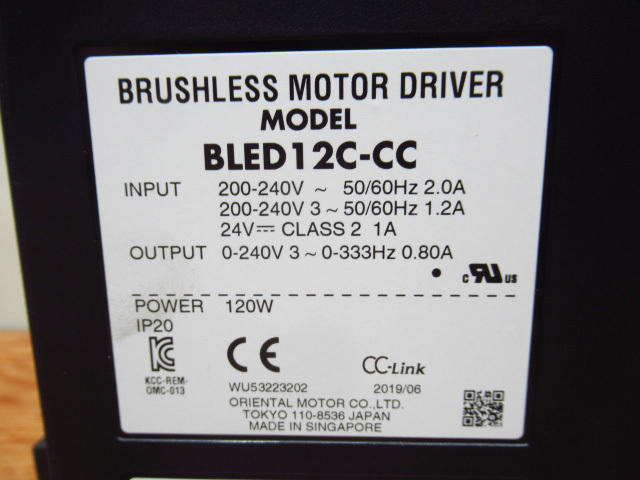 BRUSHLESS MOTOR DRIVER
MODEL
BLED12C-CC
INPUT 200-240V ~ 50/60Hz 2.0A
200-240V 3~ 50/60Hz 1.2A
24V⎓ CLASS 2 1A
OUTPUT 0-240V 3~ 0-333Hz 0.80A
c RU US
POWER 120W
IP20
KCC-REM-
OMC-013
CE
CC-Link
WU53223202 2019/06
ORIENTAL MOTOR CO.,LTD.
TOKYO 110-8536 JAPAN
MADE IN SINGAPORE